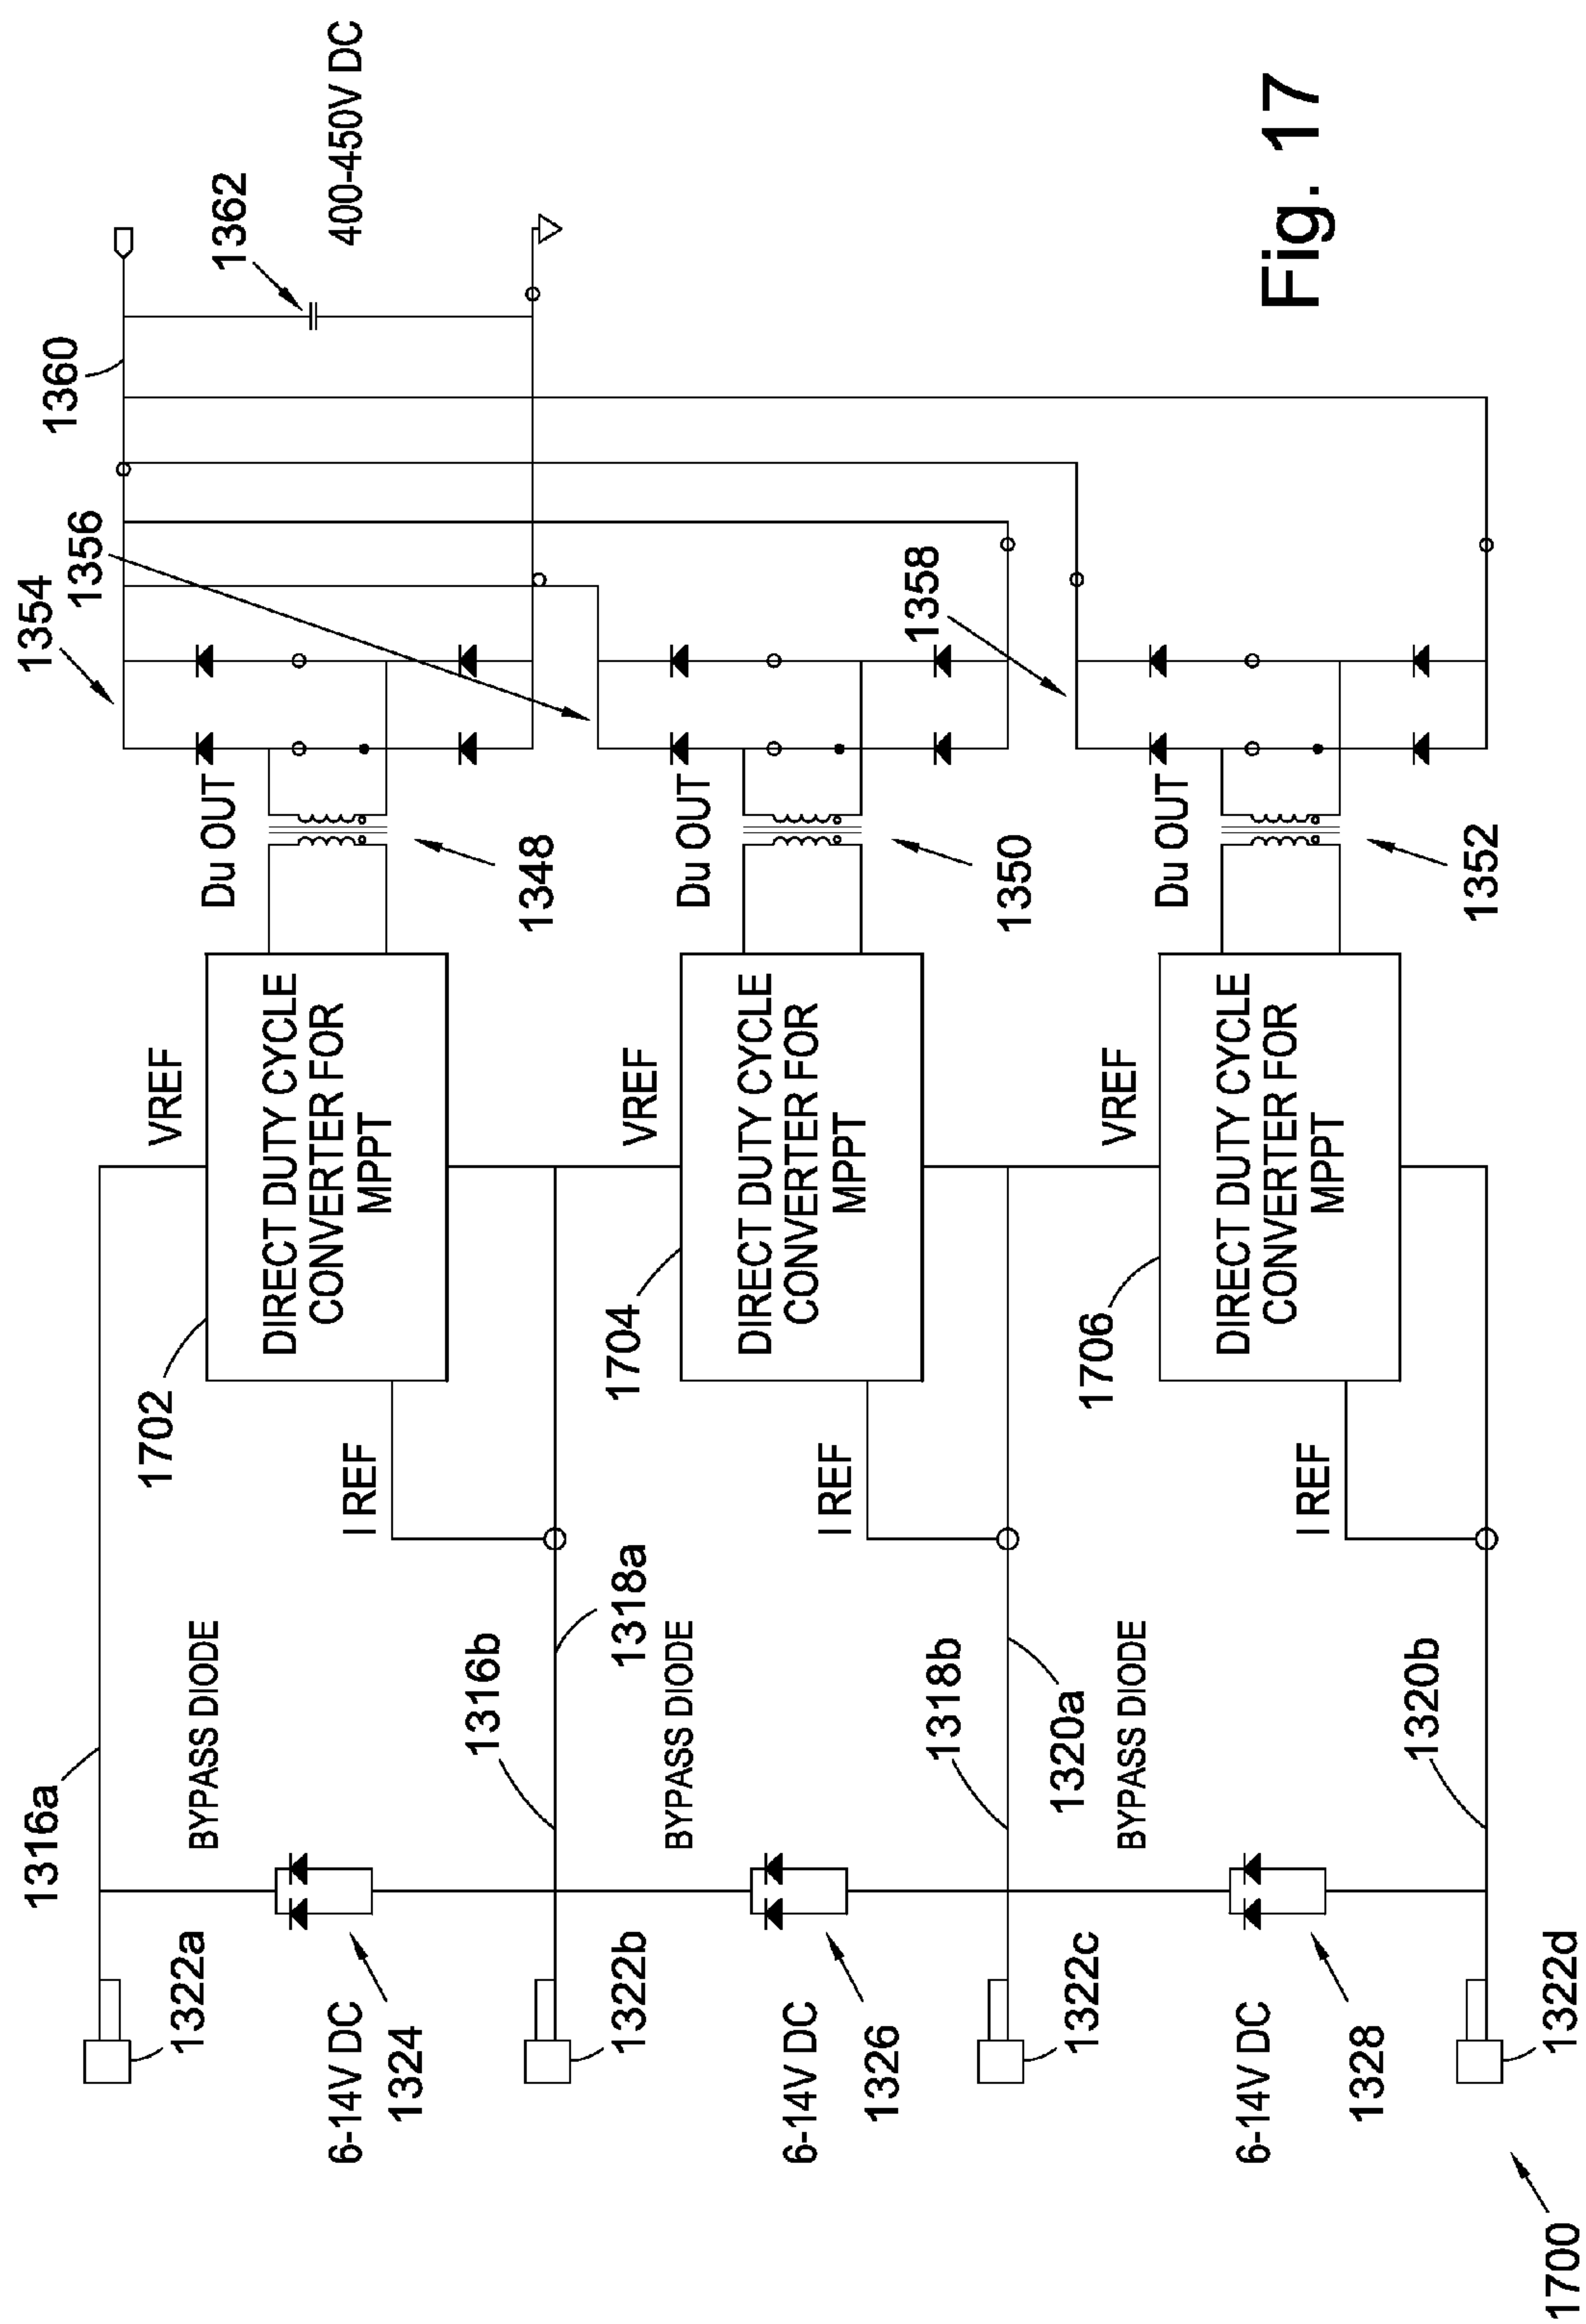 1316a
1322a
BYPASS DIODE
6-14V DC
1324
1702
VREF
DIRECT DUTY CYCLE
CONVERTER FOR
MPPT
I REF
Du OUT
1348
1354
1356
1360
1362
400-450V DC
1316b
1318a
1322b
BYPASS DIODE
6-14V DC
1326
1704
VREF
DIRECT DUTY CYCLE
CONVERTER FOR
MPPT
I REF
Du OUT
1350
1358
1318b
1320a
1322c
BYPASS DIODE
6-14V DC
1328
1706
VREF
DIRECT DUTY CYCLE
CONVERTER FOR
MPPT
I REF
Du OUT
1352
1320b
1322d
1700
Fig. 17